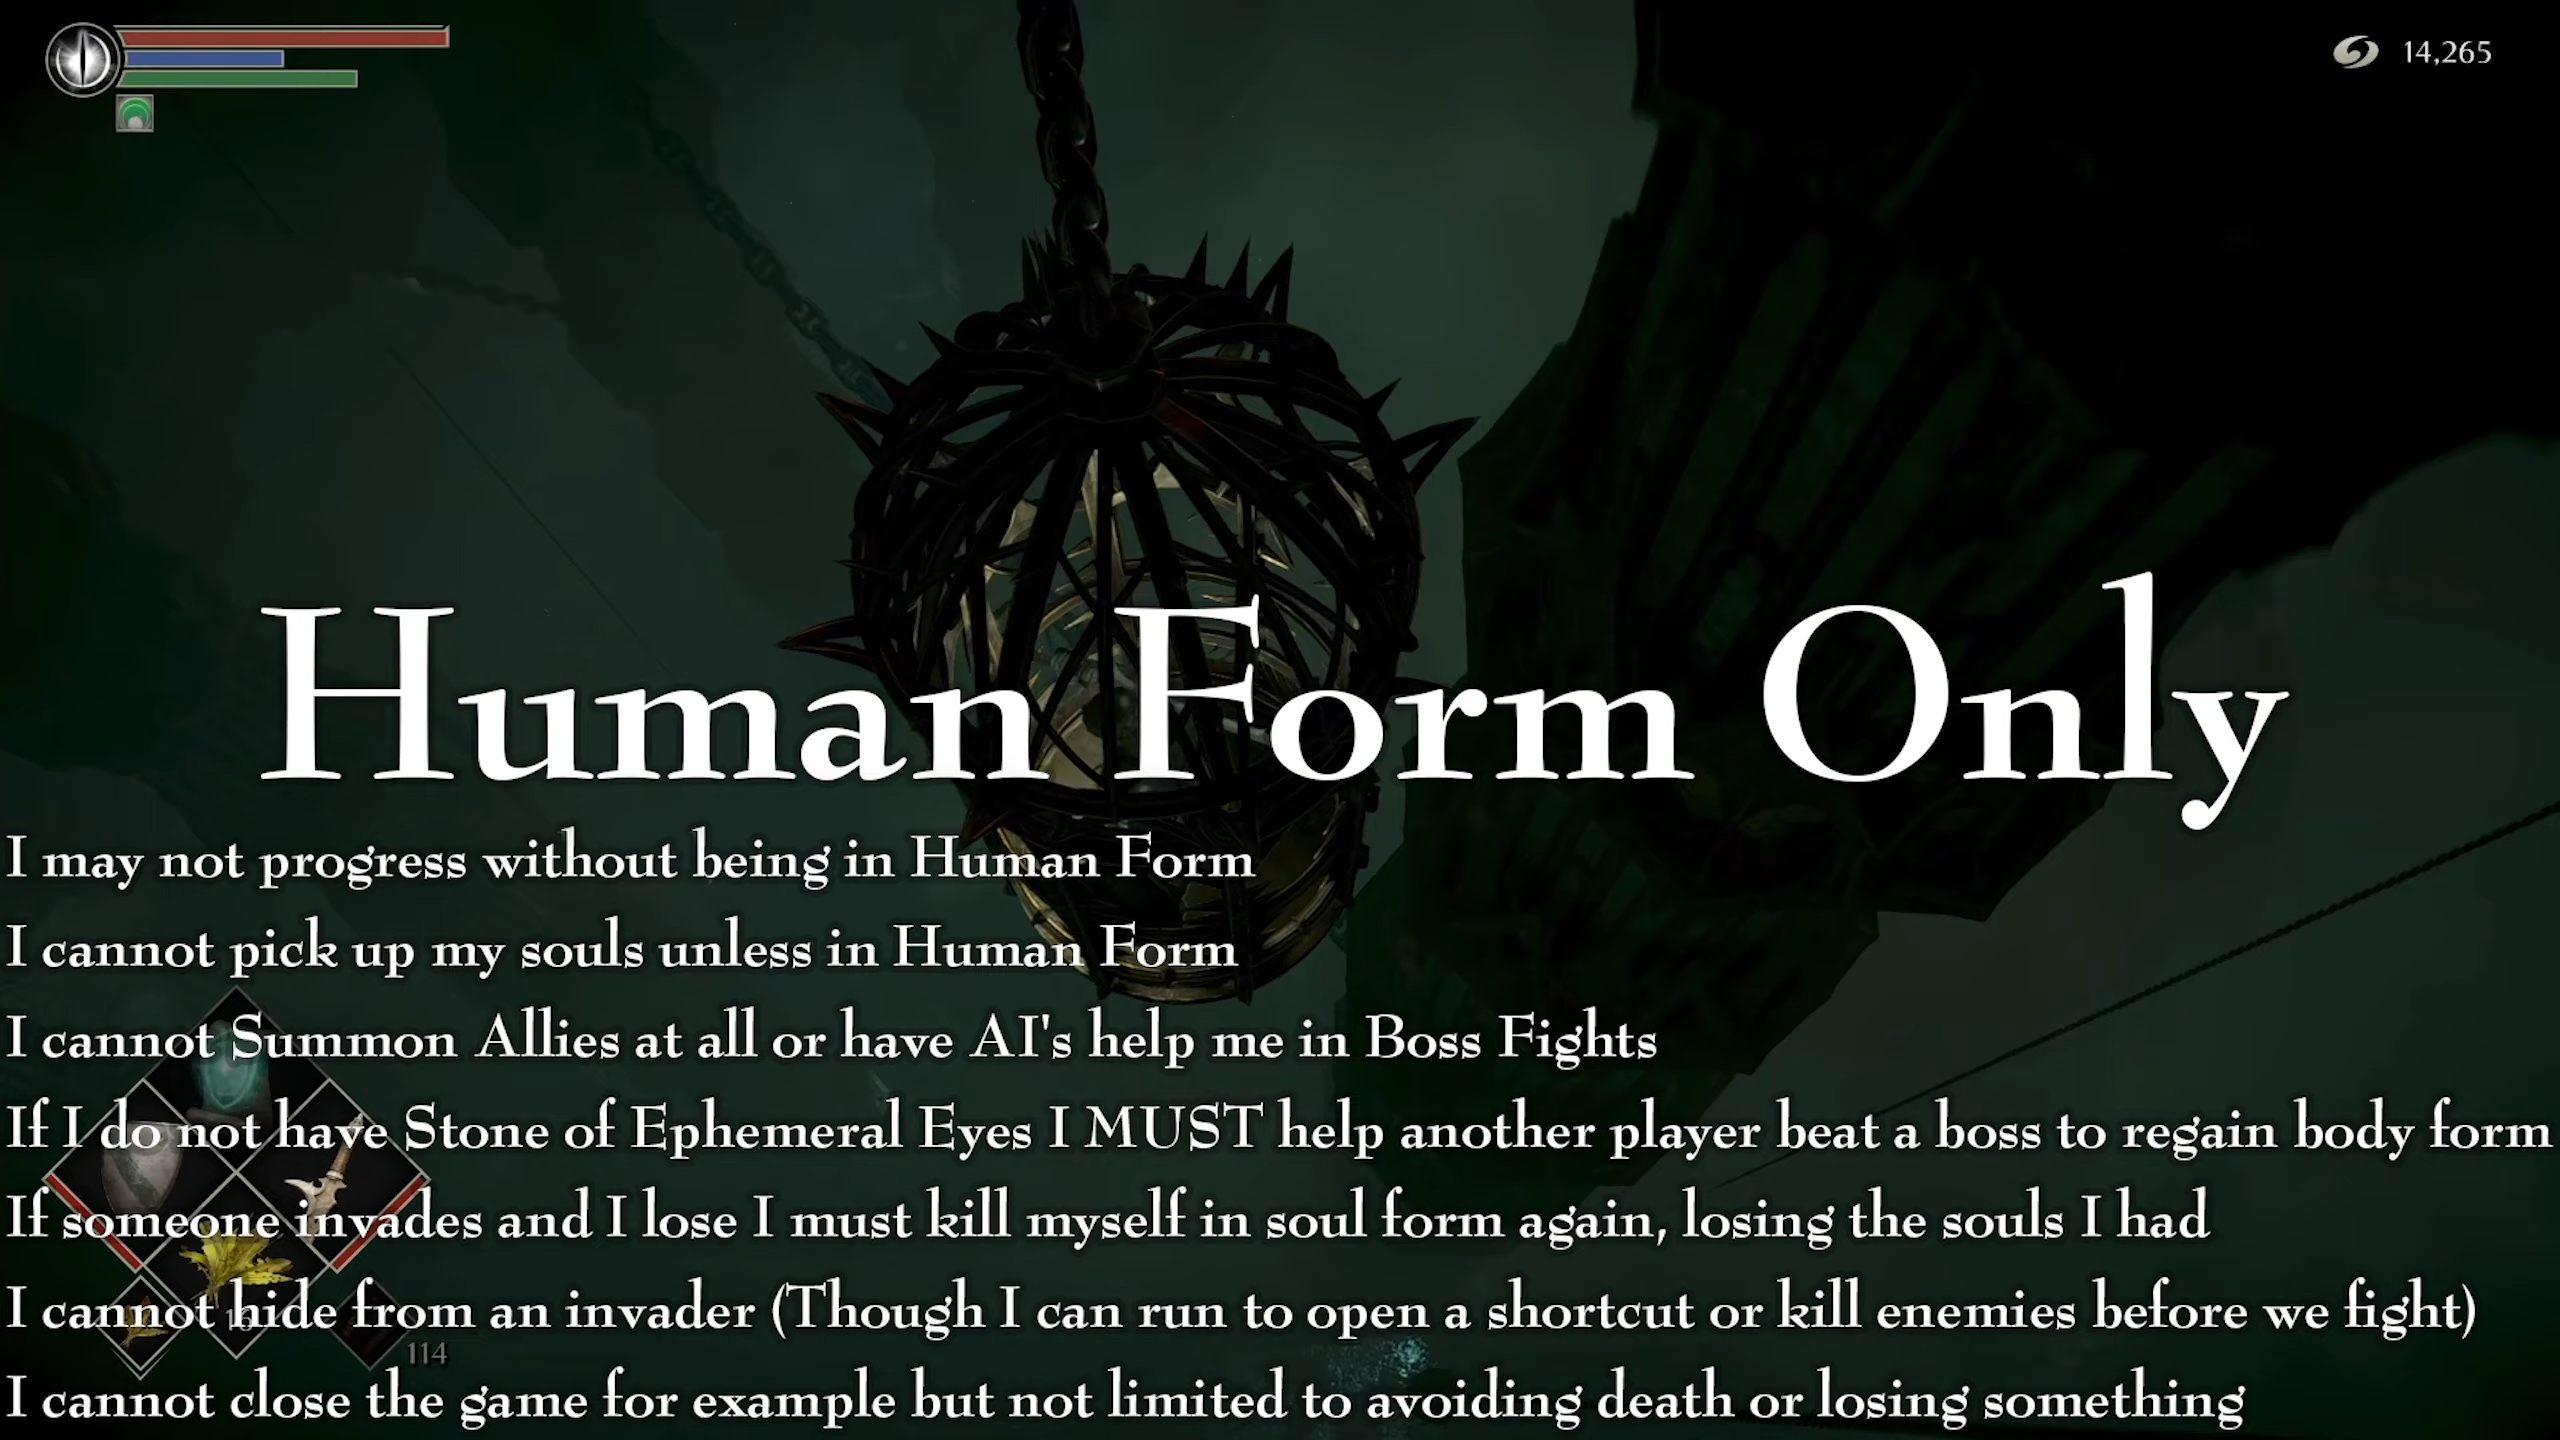 14,265
Human Form Only
I may not progress without being in Human Form
I cannot pick up my souls unless in Human Form
I cannot Summon Allies at all or have AI's help me in Boss Fights
If I do not have Stone of Ephemeral Eyes I MUST help another player beat a boss to regain body form
If someone invades and I lose I must kill myself in soul form again, losing the souls I had
I cannot hide from an invader (Though I can run to open a shortcut or kill enemies before we fight)
114
I cannot close the game for example but not limited to avoiding death or losing something